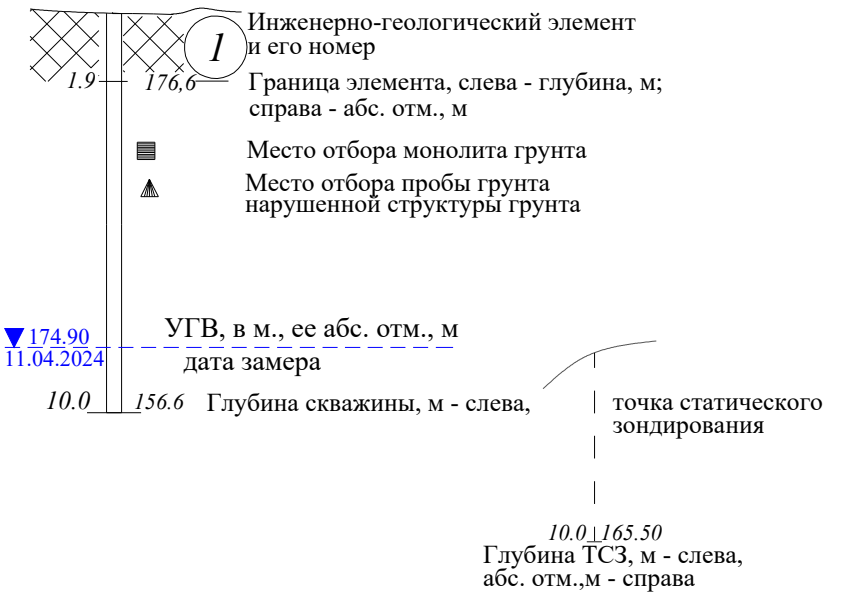 Инженерно-геологический элемент
1 и его номер
1.9 176,6 Граница элемента, слева - глубина, м;
справа - абс. отм., м
Место отбора монолита грунта
Место отбора пробы грунта
нарушенной структуры грунта
174.90 УГВ, в м., ее абс. отм., м
11.04.2024 дата замера
10.0 156.6 Глубина скважины, м - слева,
точка статического
зондирования
10.0 165.50
Глубина ТСЗ, м - слева,
абс. отм.,м - справа